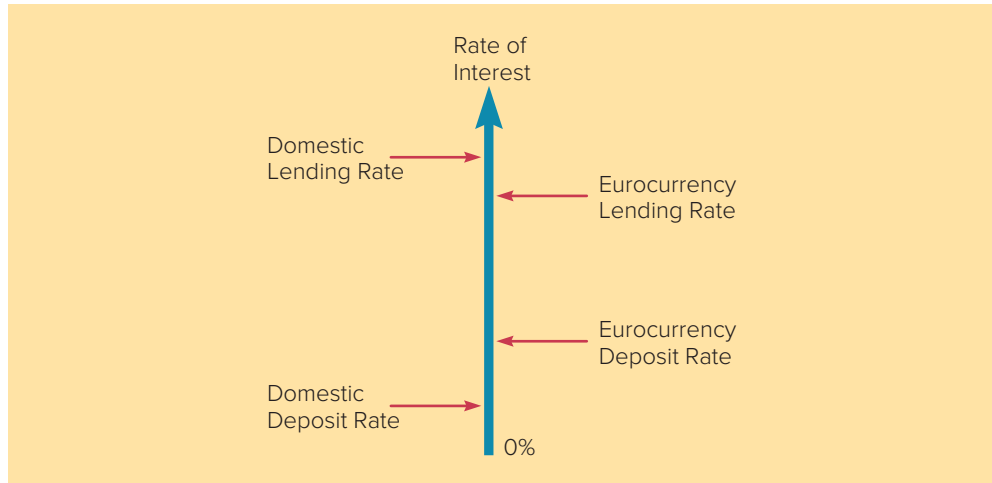 Rate of
Interest
Domestic
Lending Rate
Eurocurrency
Lending Rate
Eurocurrency
Deposit Rate
Domestic
Deposit Rate
0%